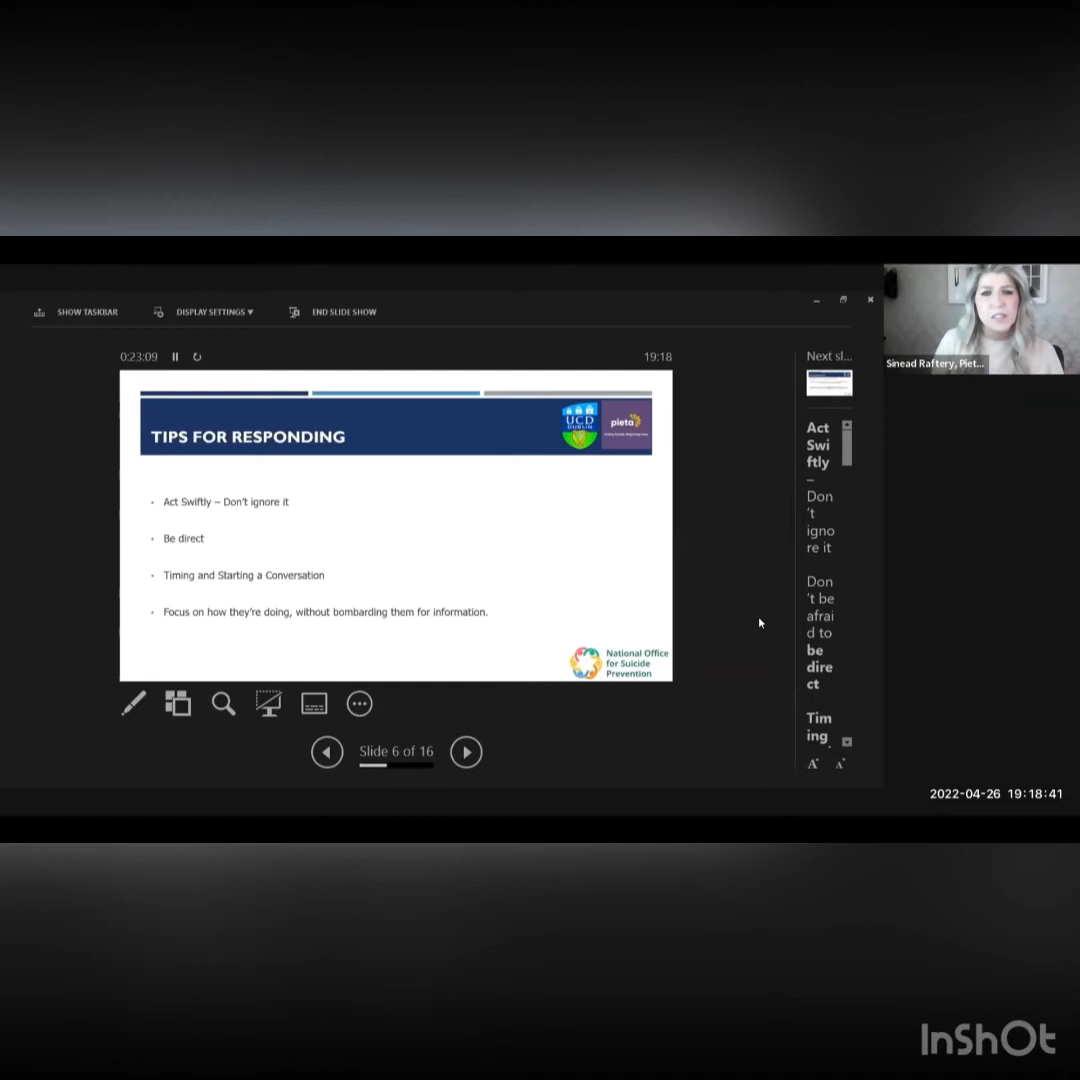 SHOW TASKBAR
DISPLAY SETTINGS ▾
END SLIDE SHOW
Sinead Raftery, Piet...
0:23:09
19:18
Next sl...
TIPS FOR RESPONDING
UCD
DUBLIN
pieta
• Act Swiftly – Don't ignore it
• Be direct
• Timing and Starting a Conversation
• Focus on how they're doing, without bombarding them for information.
National Office
for Suicide
Prevention
Act
Swi
ftly
–
Don
't
igno
re it
Don
't be
afrai
d to
be
dire
ct
Tim
ing
Slide 6 of 16
A A
2022-04-26 19:18:41
InShOt